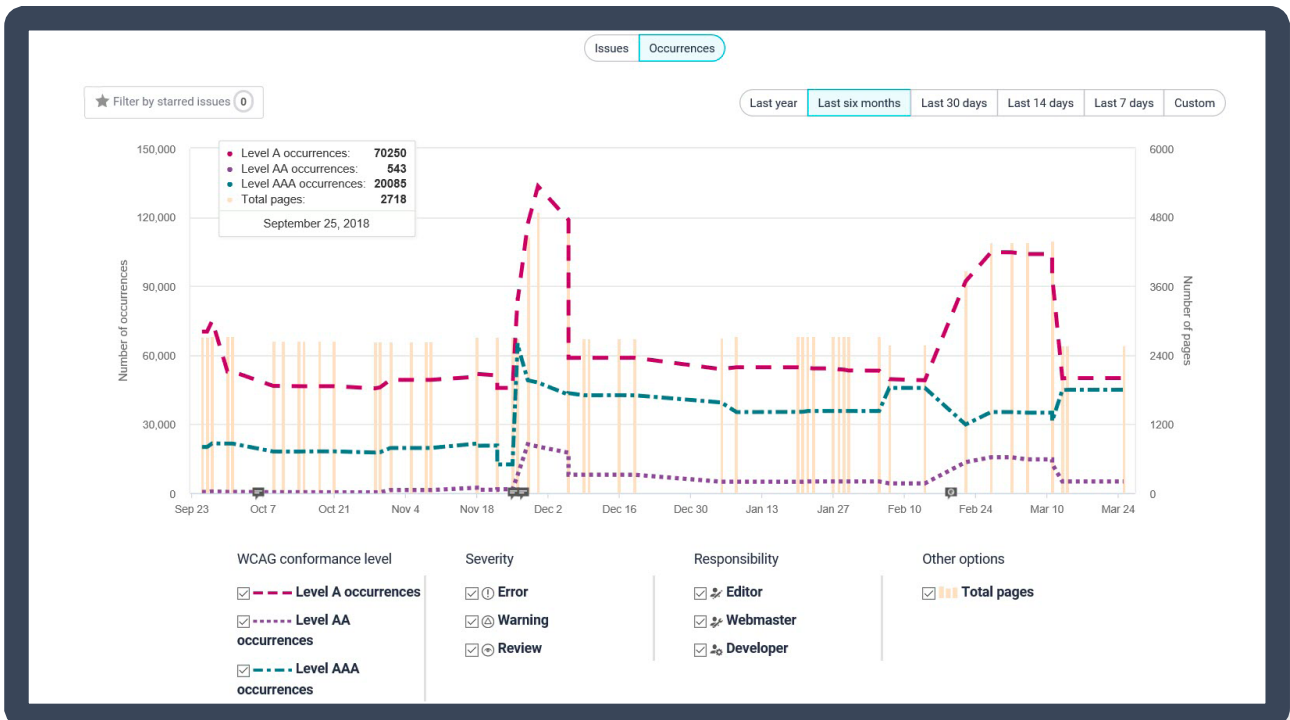 Issues Occurrences
Filter by starred issues 0
Last year Last six months Last 30 days Last 14 days Last 7 days Custom
Level A occurrences: 70250
Level AA occurrences: 543
Level AAA occurrences: 20085
Total pages: 2718
September 25, 2018
Number of occurrences
150,000
120,000
90,000
60,000
30,000
0
6000
4800
3600
2400
1200
0
Number of pages
Sep 23 Oct 7 Oct 21 Nov 4 Nov 18 Dec 2 Dec 16 Dec 30 Jan 13 Jan 27 Feb 10 Feb 24 Mar 10 Mar 24
WCAG conformance level
Level A occurrences
Level AA
occurrences
Level AAA
occurrences
Severity
Error
Warning
Review
Responsibility
Editor
Webmaster
Developer
Other options
Total pages